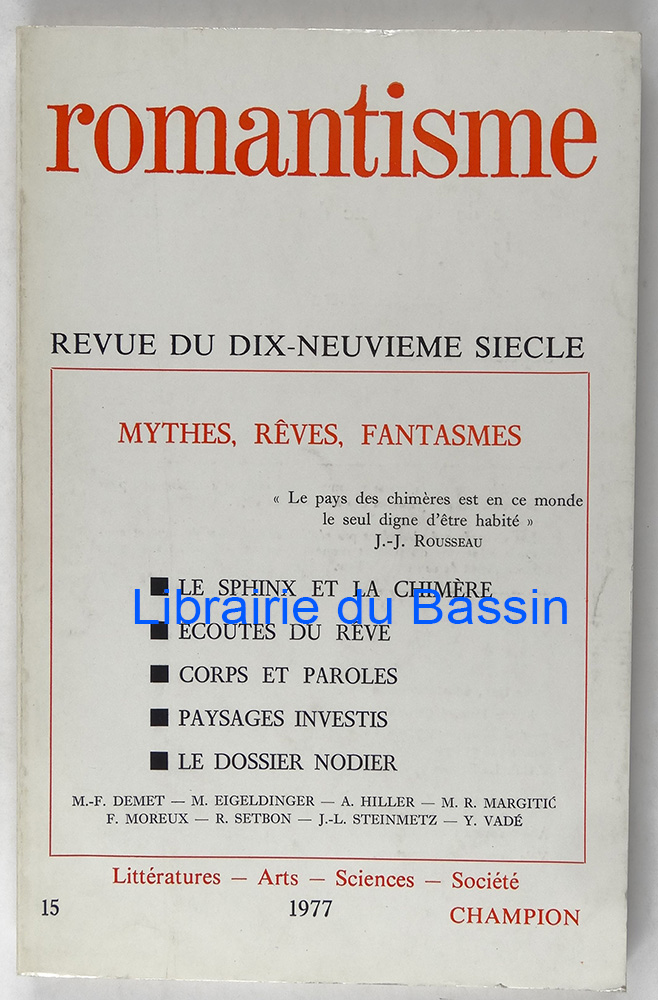 romantisme
REVUE DU DIX-NEUVIEME SIECLE
MYTHES, RÊVES, FANTASMES
« Le pays des chimères est en ce monde
le seul digne d'être habité »
J.-J. ROUSSEAU
■ LE SPHINX ET LA CHIMÈRE
Librairie du Bassin
■ ECOUTES DU RÊVE
■ CORPS ET PAROLES
■ PAYSAGES INVESTIS
■ LE DOSSIER NODIER
M.-F. DEMET — M. EIGELDINGER — A. HILLER — M. R. MARGITIĆ
F. MOREUX — R. SETBON — J.-L. STEINMETZ — Y. VADÉ
Littératures — Arts — Sciences — Société
15 1977 CHAMPION